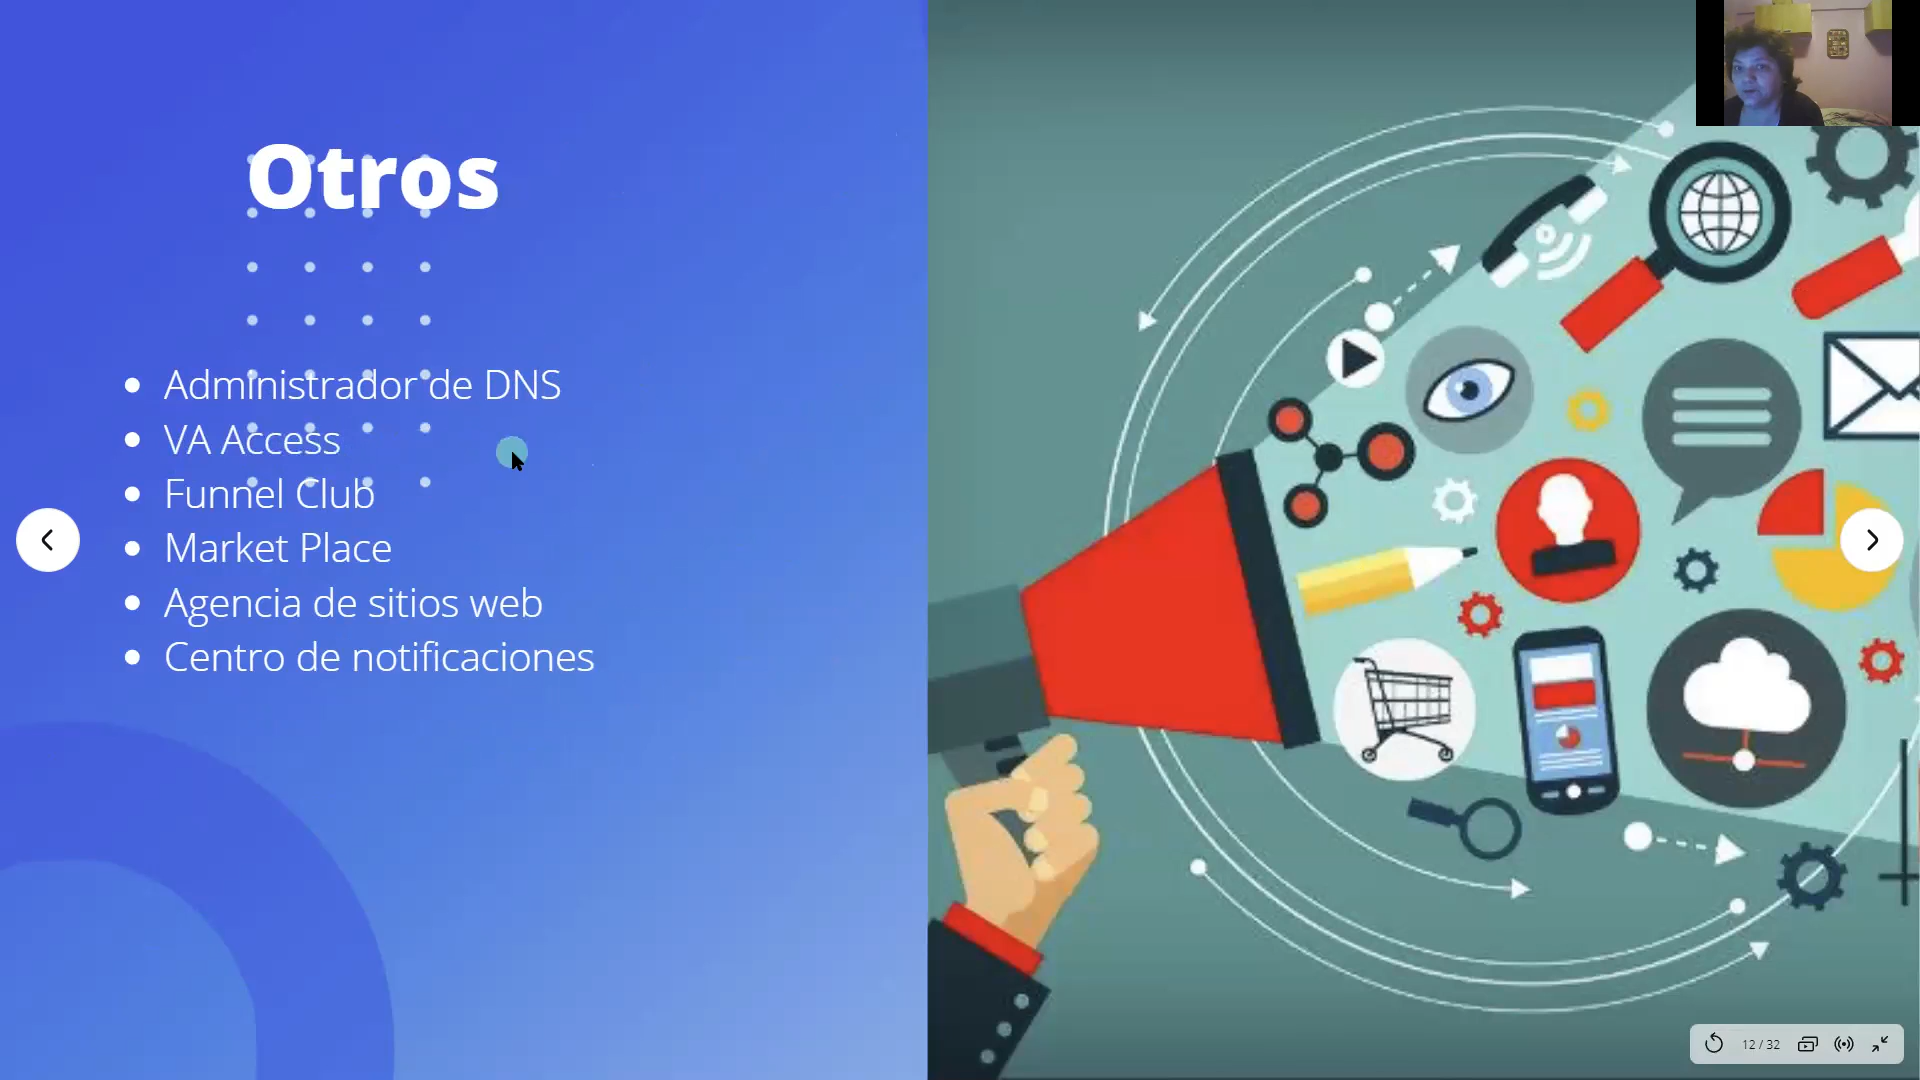 Otros
Administrador de DNS
VA Access
Funnel Club
Market Place
Agencia de sitios web
Centro de notificaciones
12 / 32